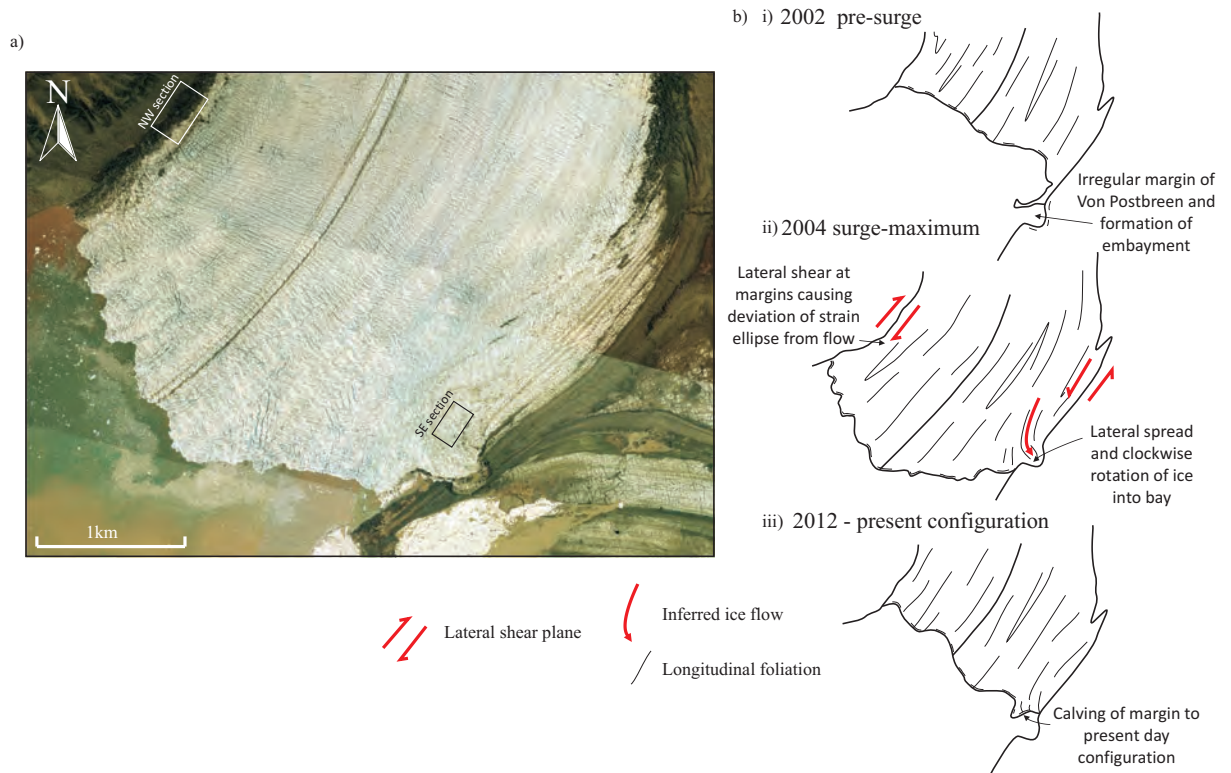 a)
N
NW section
SE section
1km
Lateral shear plane
Inferred ice flow
Longitudinal foliation
b) i) 2002 pre-surge
Irregular margin of
Von Postbreen and
formation of
embayment
ii) 2004 surge-maximum
Lateral shear at
margins causing
deviation of strain
ellipse from flow
Lateral spread
and clockwise
rotation of ice
into bay
iii) 2012 - present configuration
Calving of margin to
present day
configuration